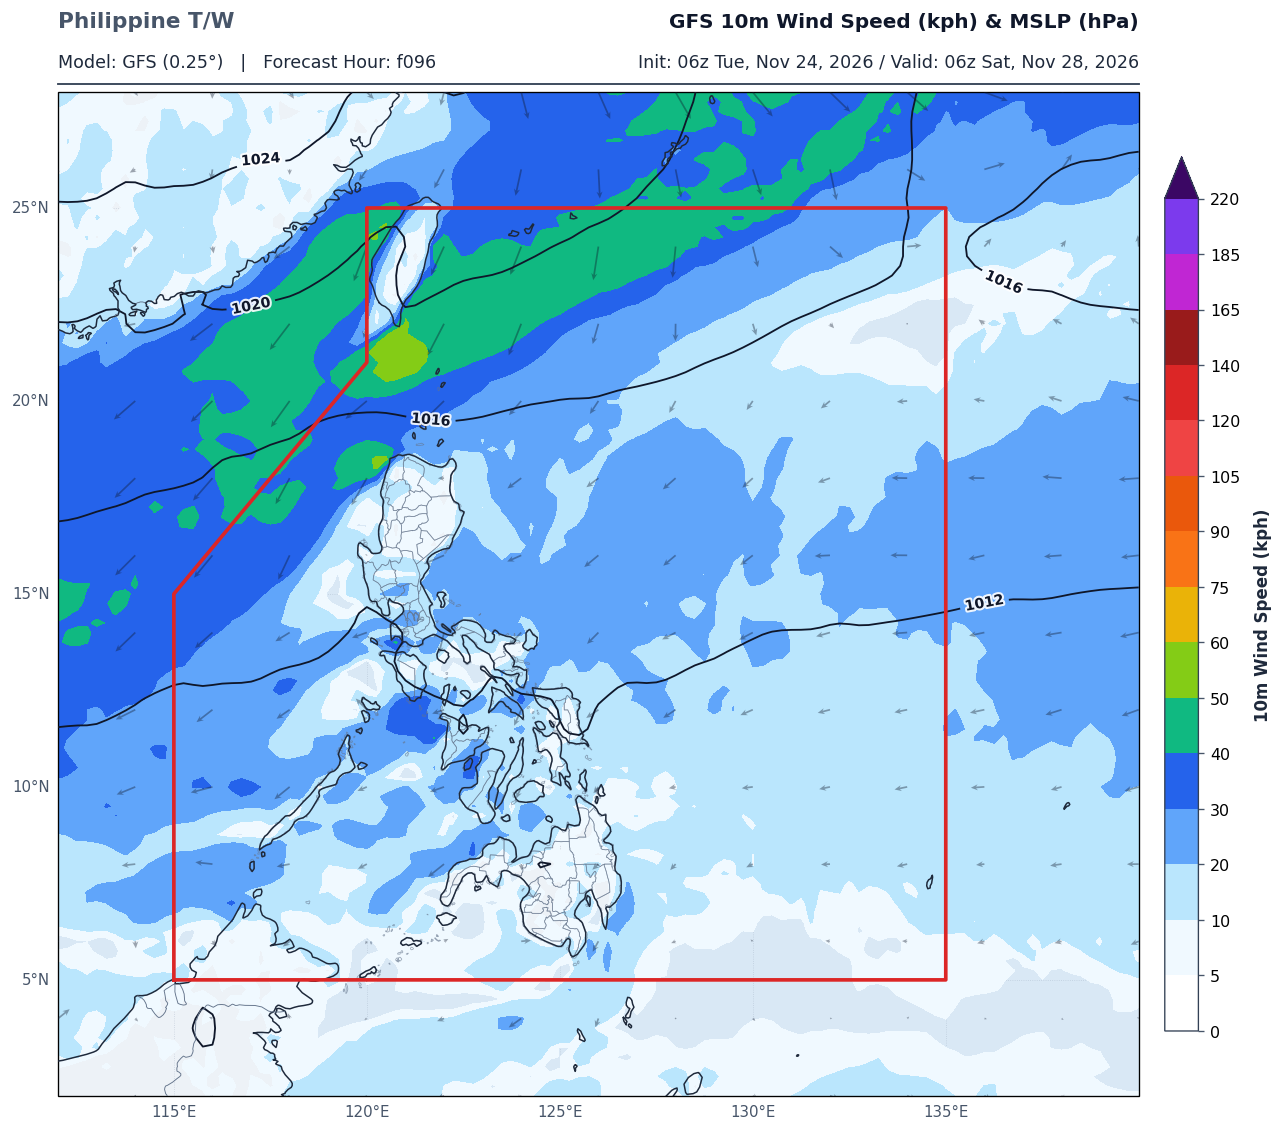 Philippine T/W
GFS 10m Wind Speed (kph) & MSLP (hPa)
Model: GFS (0.25°) | Forecast Hour: f096
Init: 06z Tue, Nov 24, 2026 / Valid: 06z Sat, Nov 28, 2026
1024
1020
1016
1016
1012
25°N
20°N
15°N
10°N
5°N
115°E
120°E
125°E
130°E
135°E
220
185
165
140
120
105
90
75
60
50
40
30
20
10
5
0
10m Wind Speed (kph)